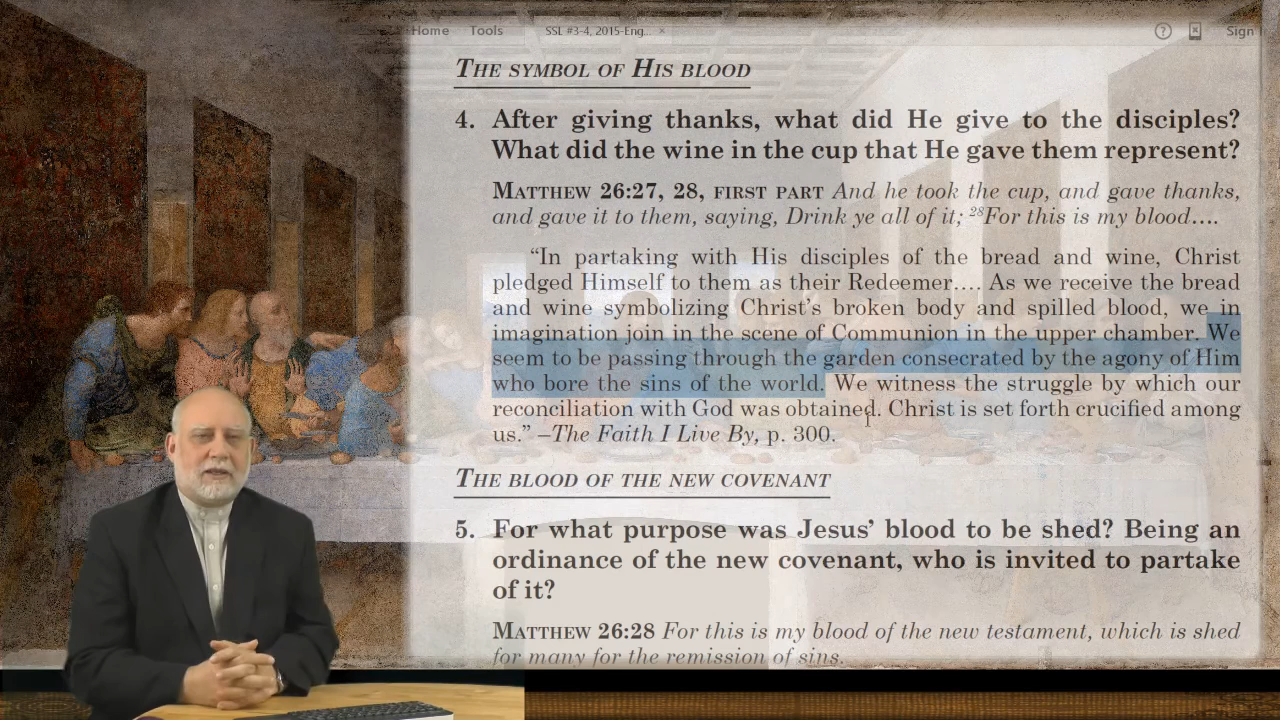 Home Tools SSL #3-4, 2015-Eng... × ? Sign
THE SYMBOL OF HIS BLOOD
4. After giving thanks, what did He give to the disciples?
What did the wine in the cup that He gave them represent?
MATTHEW 26:27, 28, FIRST PART And he took the cup, and gave thanks,
and gave it to them, saying, Drink ye all of it; 28For this is my blood….
“In partaking with His disciples of the bread and wine, Christ
pledged Himself to them as their Redeemer…. As we receive the bread
and wine symbolizing Christ’s broken body and spilled blood, we in
imagination join in the scene of Communion in the upper chamber. We
seem to be passing through the garden consecrated by the agony of Him
who bore the sins of the world. We witness the struggle by which our
reconciliation with God was obtained. Christ is set forth crucified among
us.” –The Faith I Live By, p. 300.
THE BLOOD OF THE NEW COVENANT
5. For what purpose was Jesus’ blood to be shed? Being an
ordinance of the new covenant, who is invited to partake
of it?
MATTHEW 26:28 For this is my blood of the new testament, which is shed
for many for the remission of sins.